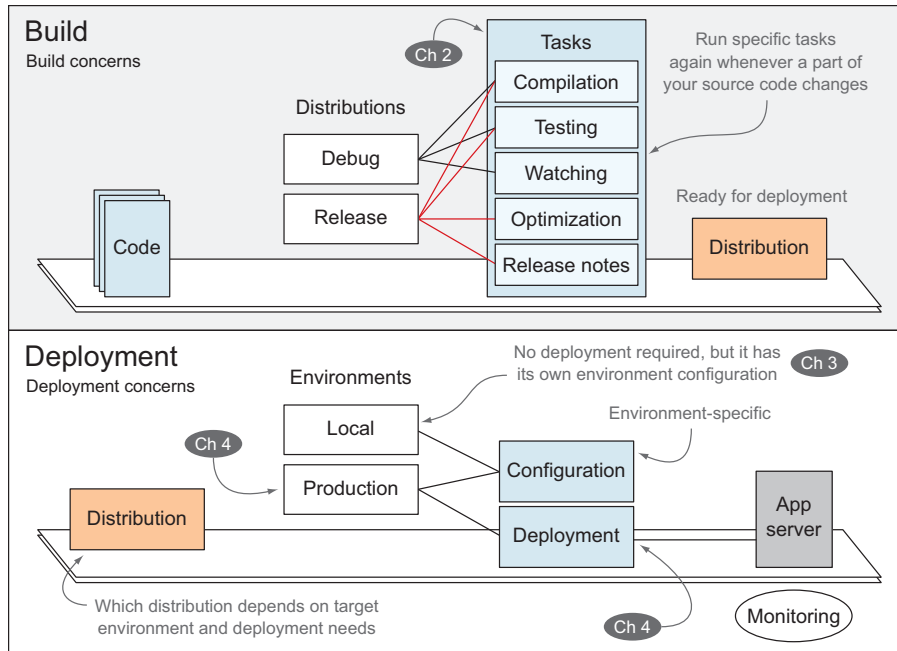 Build
Build concerns
Ch 2
Tasks
Compilation
Testing
Watching
Optimization
Release notes
Run specific tasks
again whenever a part of
your source code changes
Distributions
Debug
Release
Code
Ready for deployment
Distribution
Deployment
Deployment concerns
Environments
Local
Production
No deployment required, but it has
its own environment configuration
Ch 3
Environment-specific
Ch 4
Configuration
Deployment
Distribution
App
server
Which distribution depends on target
environment and deployment needs
Ch 4
Monitoring